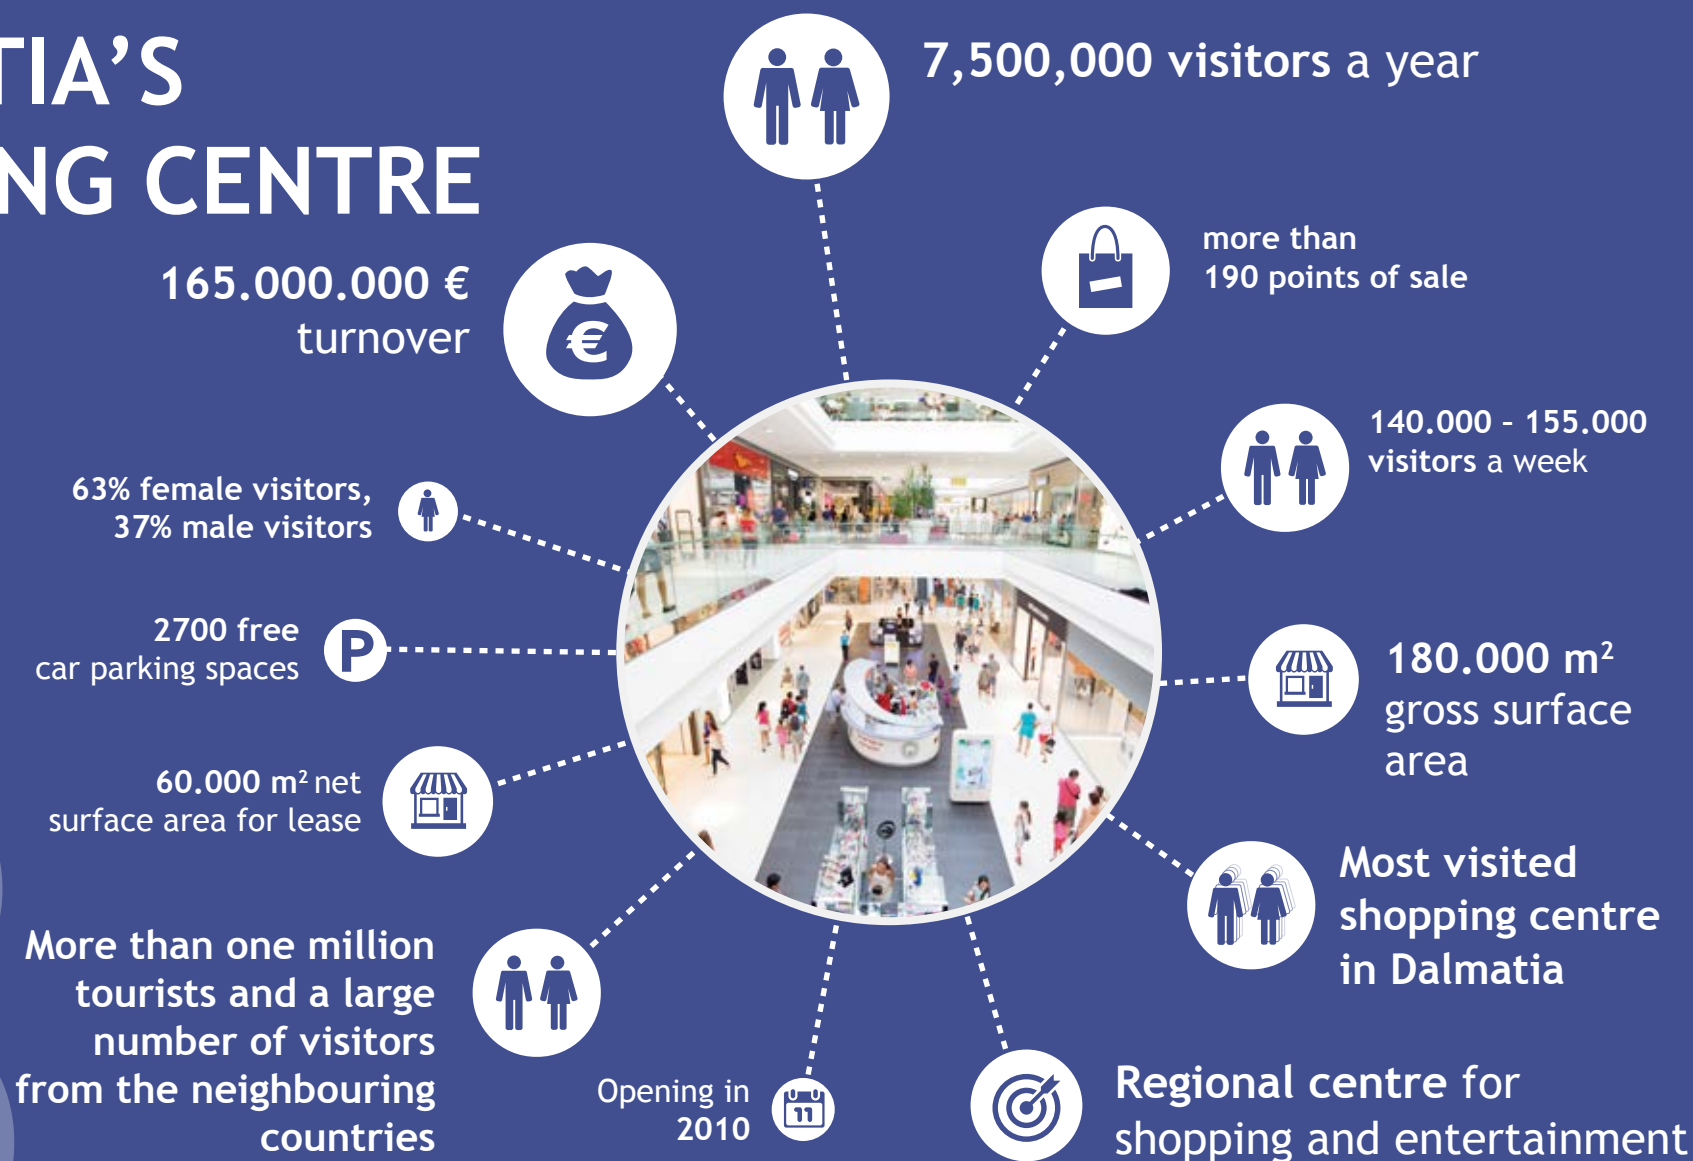 TIA’S
NG CENTRE
7,500,000 visitors a year
165.000.000 €
turnover
more than
190 points of sale
63% female visitors,
37% male visitors
140.000 – 155.000
visitors a week
2700 free
car parking spaces
P
180.000 m²
gross surface
area
60.000 m² net
surface area for lease
Most visited
shopping centre
in Dalmatia
More than one million
tourists and a large
number of visitors
from the neighbouring
countries
Opening in
2010
11
Regional centre for
shopping and entertainment